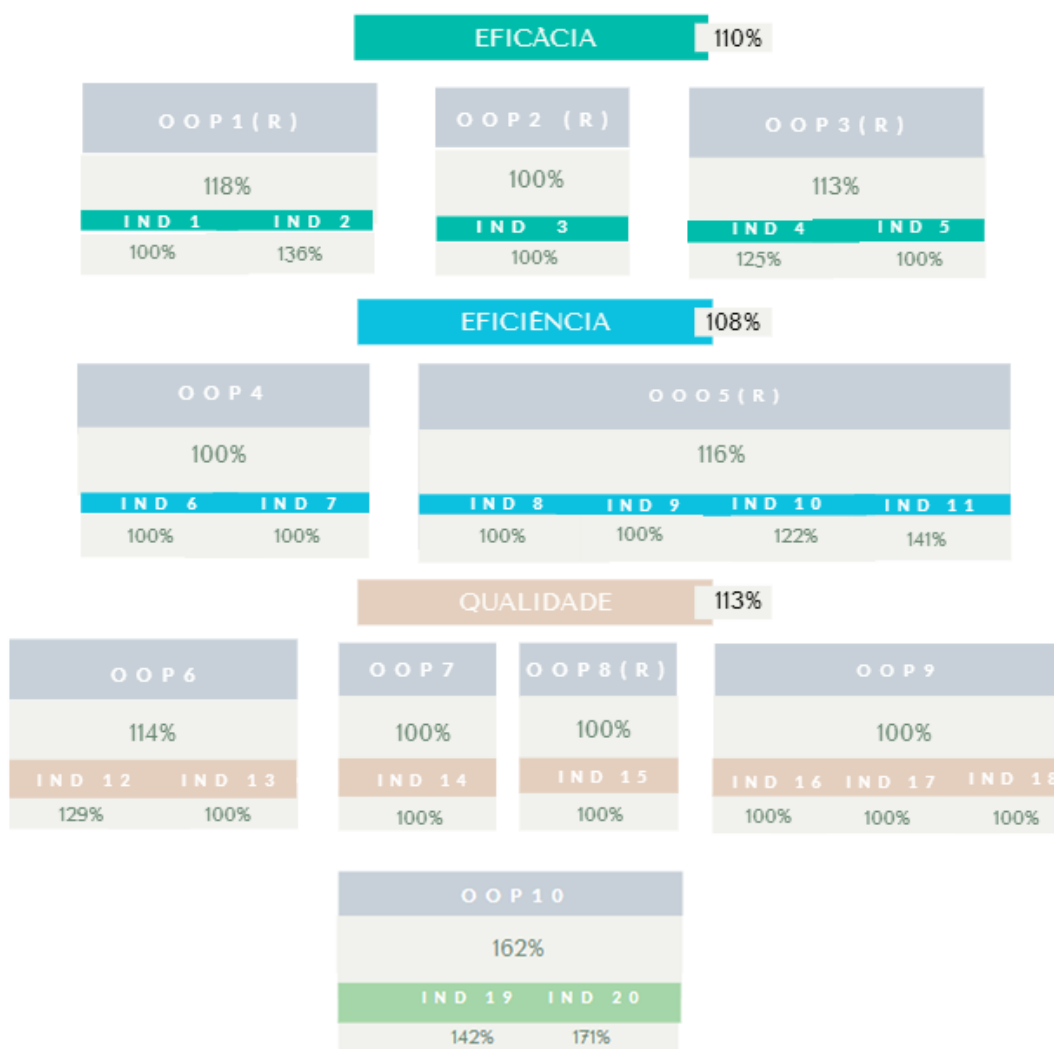 EFICÀCIA 110%
OOP1(R) OOP2 (R) OOP3(R)
118% 100% 113%
IND 1 IND 2 IND 3 IND 4 IND 5
100% 136% 100% 125% 100%
EFICIÊNCIA 108%
OOP4 OOO5(R)
100% 116%
IND 6 IND 7 IND 8 IND 9 IND 10 IND 11
100% 100% 100% 100% 122% 141%
QUALIDADE 113%
OOP6 OOP7 OOP8(R) OOP9
114% 100% 100% 100%
IND 12 IND 13 IND 14 IND 15 IND 16 IND 17 IND 18
129% 100% 100% 100% 100% 100% 100%
OOP10
162%
IND 19 IND 20
142% 171%